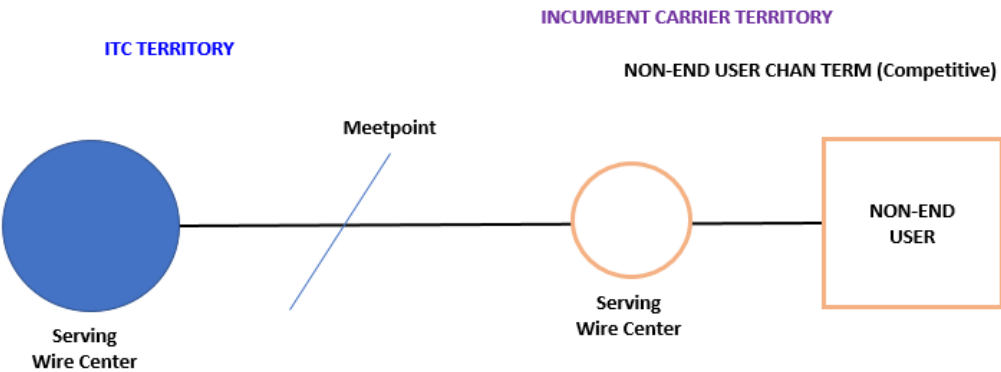 INCUMBENT CARRIER TERRITORY
ITC TERRITORY
NON-END USER CHAN TERM (Competitive)
Meetpoint
NON-END
USER
Serving
Wire Center
Serving
Wire Center